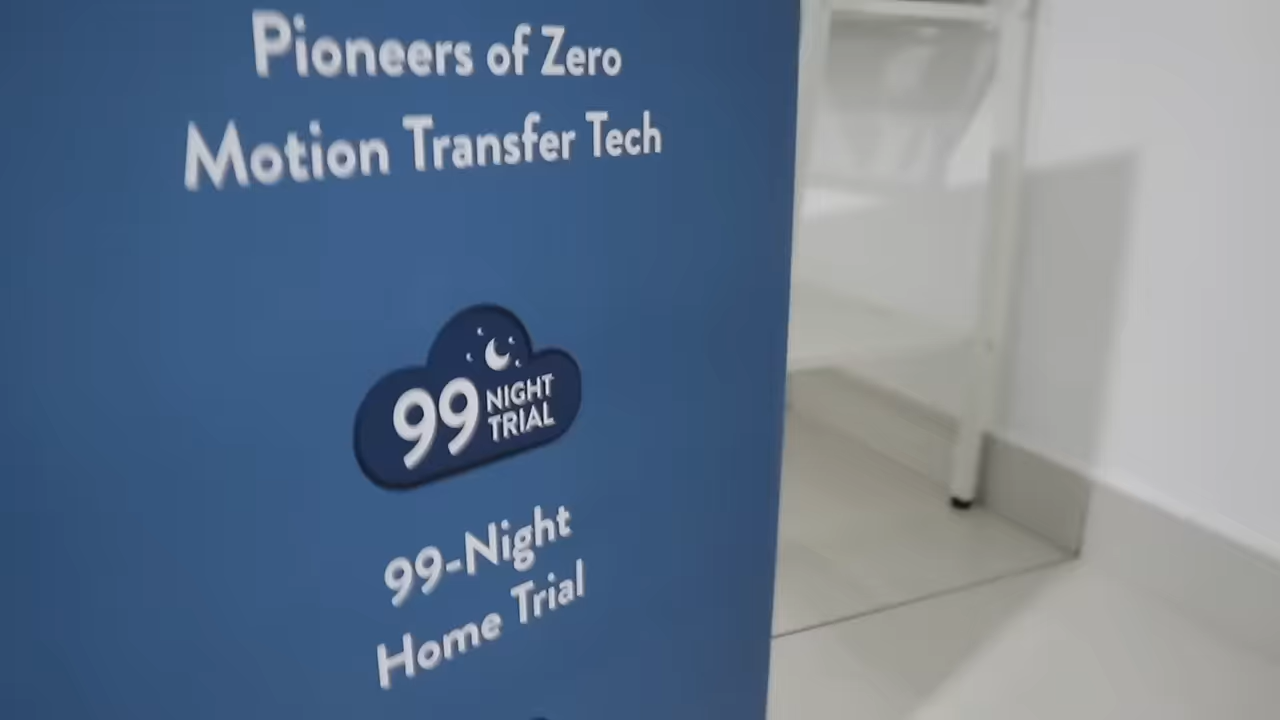 Pioneers of Zero
Motion Transfer Tech
99 NIGHT
TRIAL
99-Night
Home Trial